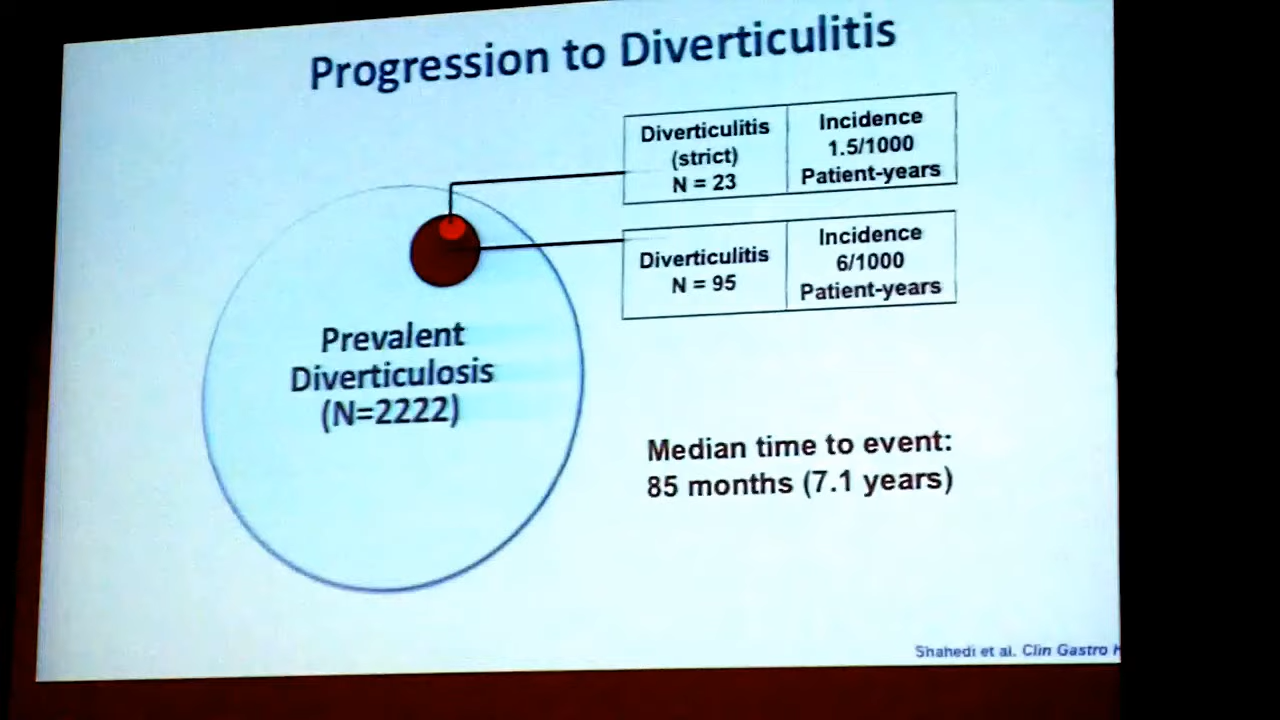 Progression to Diverticulitis
Diverticulitis
(strict)
N = 23
Incidence
1.5/1000
Patient-years
Diverticulitis
N = 95
Incidence
6/1000
Patient-years
Prevalent
Diverticulosis
(N=2222)
Median time to event:
85 months (7.1 years)
Shahedi et al. Clin Gastro